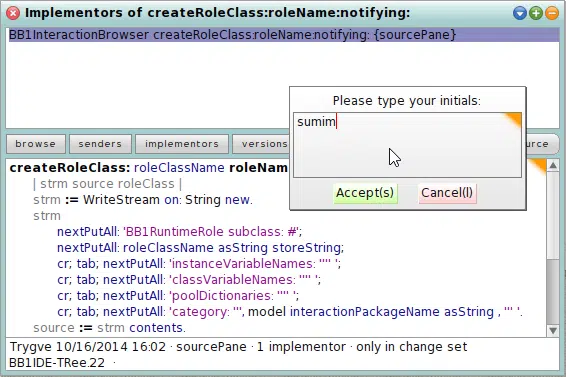 Implementors of createRoleClass:roleName:notifying:
BB1InteractionBrowser createRoleClass:roleName:notifying: {sourcePane}
Please type your initials:
sumim
Accept(s) Cancel(l)
browse senders implementors versions urce
createRoleClass: roleClassName roleNam
| strm source roleClass |
strm := WriteStream on: String new.
strm
nextPutAll: 'BB1RuntimeRole subclass: #';
nextPutAll: roleClassName asString storeString;
cr; tab; nextPutAll: 'instanceVariableNames: '''' ';
cr; tab; nextPutAll: 'classVariableNames: '''' ';
cr; tab; nextPutAll: 'poolDictionaries: '''' ';
cr; tab; nextPutAll: 'category: ''', model interactionPackageName asString , ''' '.
source := strm contents.
Trygve 10/16/2014 16:02 · sourcePane · 1 implementor · only in change set
BB1IDE-TRee.22 ·